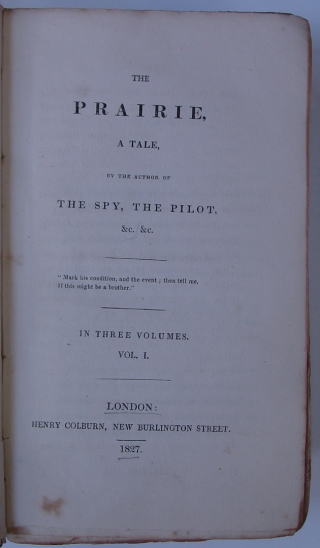 THE
PRAIRIE,
A TALE,
BY THE AUTHOR OF
THE SPY, THE PILOT,
&c. &c.
"Mark his condition, and the event; then tell me,
If this might be a brother."
IN THREE VOLUMES.
VOL. I.
LONDON:
HENRY COLBURN, NEW BURLINGTON STREET.
1827.